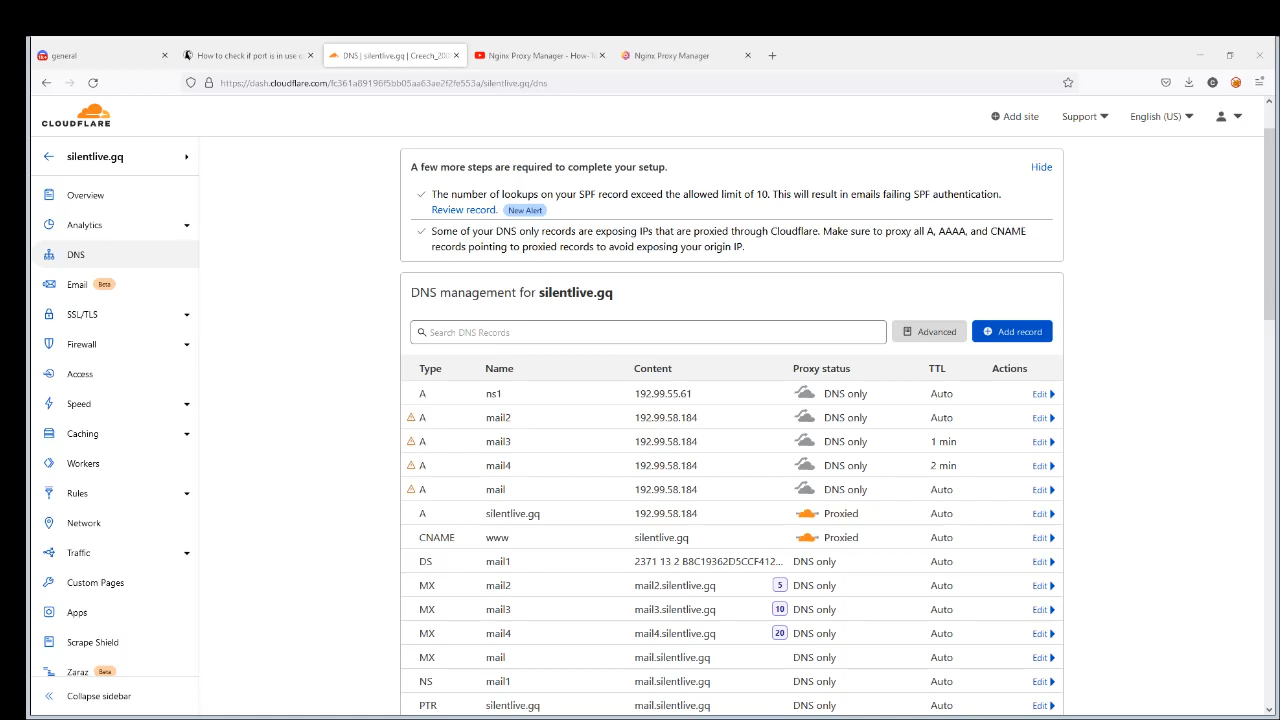 general
How to check if port is in use o
DNS | silentlive.gq | Creech_200
Nginx Proxy Manager - How-T
Nginx Proxy Manager
https://dash.cloudflare.com/fc361a89196f5bb05aa63ae2f2fe553a/silentlive.gq/dns
CLOUDFLARE
Add site
Support
English (US)
silentlive.gq
Overview
Analytics
DNS
Email Beta
SSL/TLS
Firewall
Access
Speed
Caching
Workers
Rules
Network
Traffic
Custom Pages
Apps
Scrape Shield
Zaraz Beta
Collapse sidebar
A few more steps are required to complete your setup.
Hide
The number of lookups on your SPF record exceed the allowed limit of 10. This will result in emails failing SPF authentication.
Review record. New Alert
Some of your DNS only records are exposing IPs that are proxied through Cloudflare. Make sure to proxy all A, AAAA, and CNAME
records pointing to proxied records to avoid exposing your origin IP.
DNS management for silentlive.gq
Search DNS Records
Advanced
Add record
Type Name Content Proxy status TTL Actions
A ns1 192.99.55.61 DNS only Auto Edit
A mail2 192.99.58.184 DNS only Auto Edit
A mail3 192.99.58.184 DNS only 1 min Edit
A mail4 192.99.58.184 DNS only 2 min Edit
A mail 192.99.58.184 DNS only Auto Edit
A silentlive.gq 192.99.58.184 Proxied Auto Edit
CNAME www silentlive.gq Proxied Auto Edit
DS mail1 2371 13 2 B8C19362D5CCF412... DNS only Auto Edit
MX mail2 mail2.silentlive.gq 5 DNS only Auto Edit
MX mail3 mail3.silentlive.gq 10 DNS only Auto Edit
MX mail4 mail4.silentlive.gq 20 DNS only Auto Edit
MX mail mail.silentlive.gq DNS only Auto Edit
NS mail1 mail.silentlive.gq DNS only Auto Edit
PTR silentlive.gq mail.silentlive.gq DNS only Auto Edit